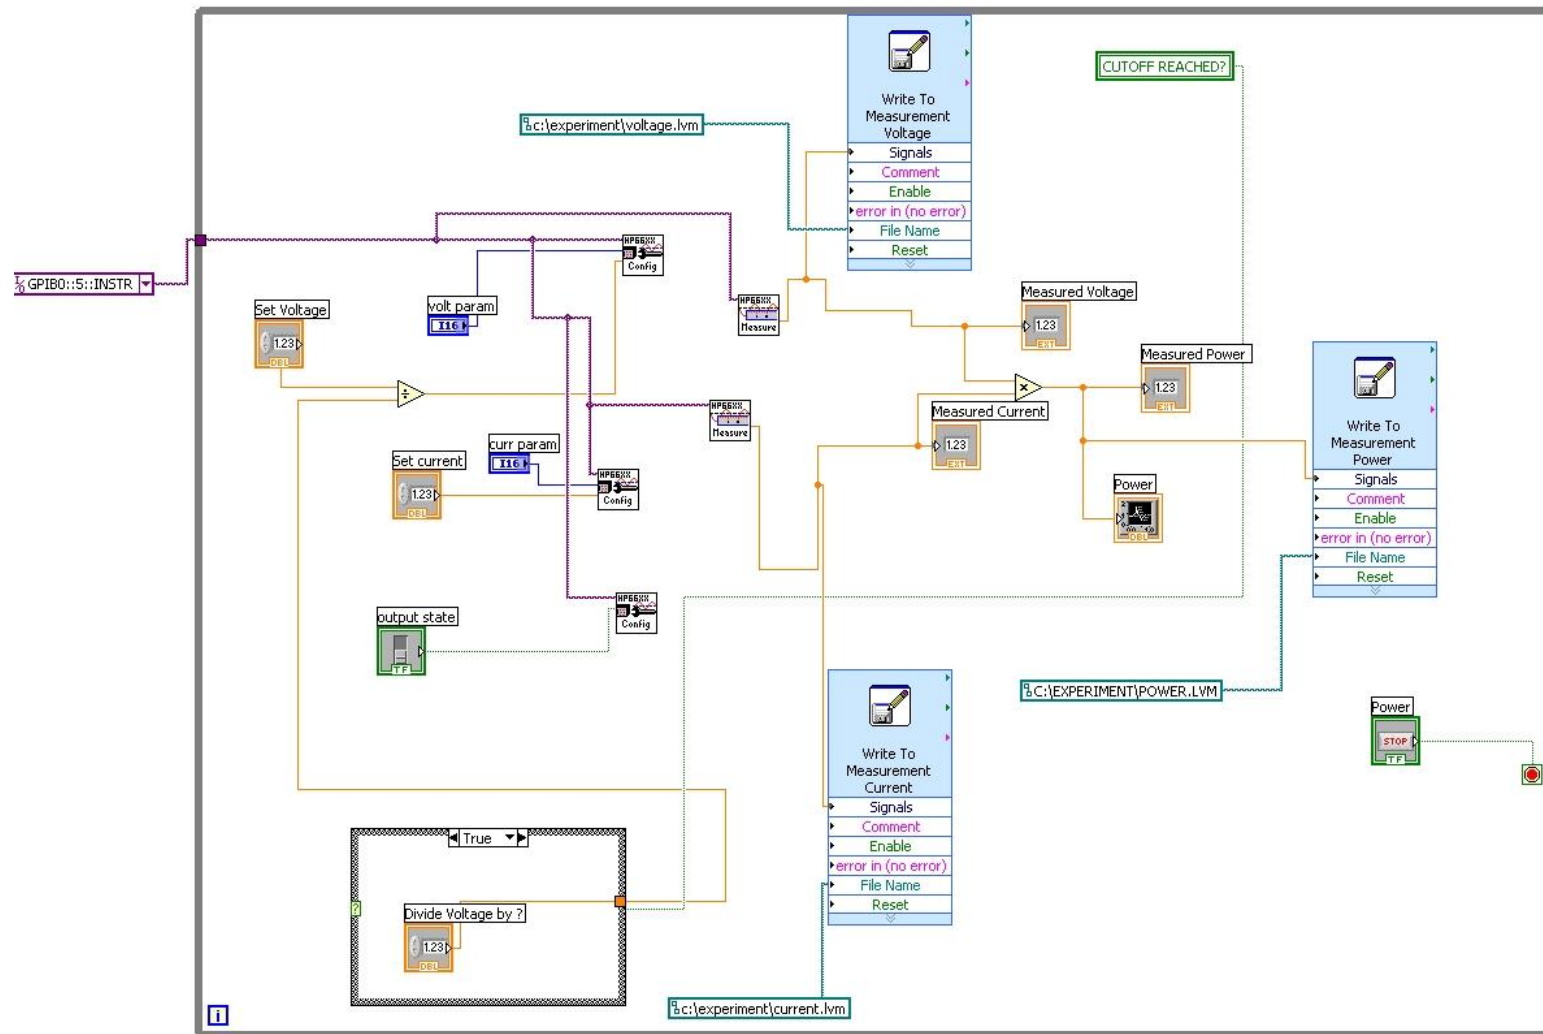 Write To
Measurement
Voltage
Signals
Comment
Enable
error in (no error)
File Name
Reset
CUTOFF REACHED?
c:\experiment\voltage.lvm
GPIB0::5::INSTR
HP66XX
Config
volt param
I16
Set Voltage
1.23
DBL
HP66XX
Measure
Measured Voltage
1.23
EXT
Measured Power
1.23
EXT
÷
×
HP66XX
Measure
Measured Current
1.23
EXT
Write To
Measurement
Power
Signals
Comment
Enable
error in (no error)
File Name
Reset
curr param
I16
Set current
1.23
DBL
HP66XX
Config
Power
DBL
HP66XX
Config
output state
TF
C:\EXPERIMENT\POWER.LVM
Power
STOP
TF
Write To
Measurement
Current
Signals
Comment
Enable
error in (no error)
File Name
Reset
True
?
Divide Voltage by ?
1.23
DBL
c:\experiment\current.lvm
i